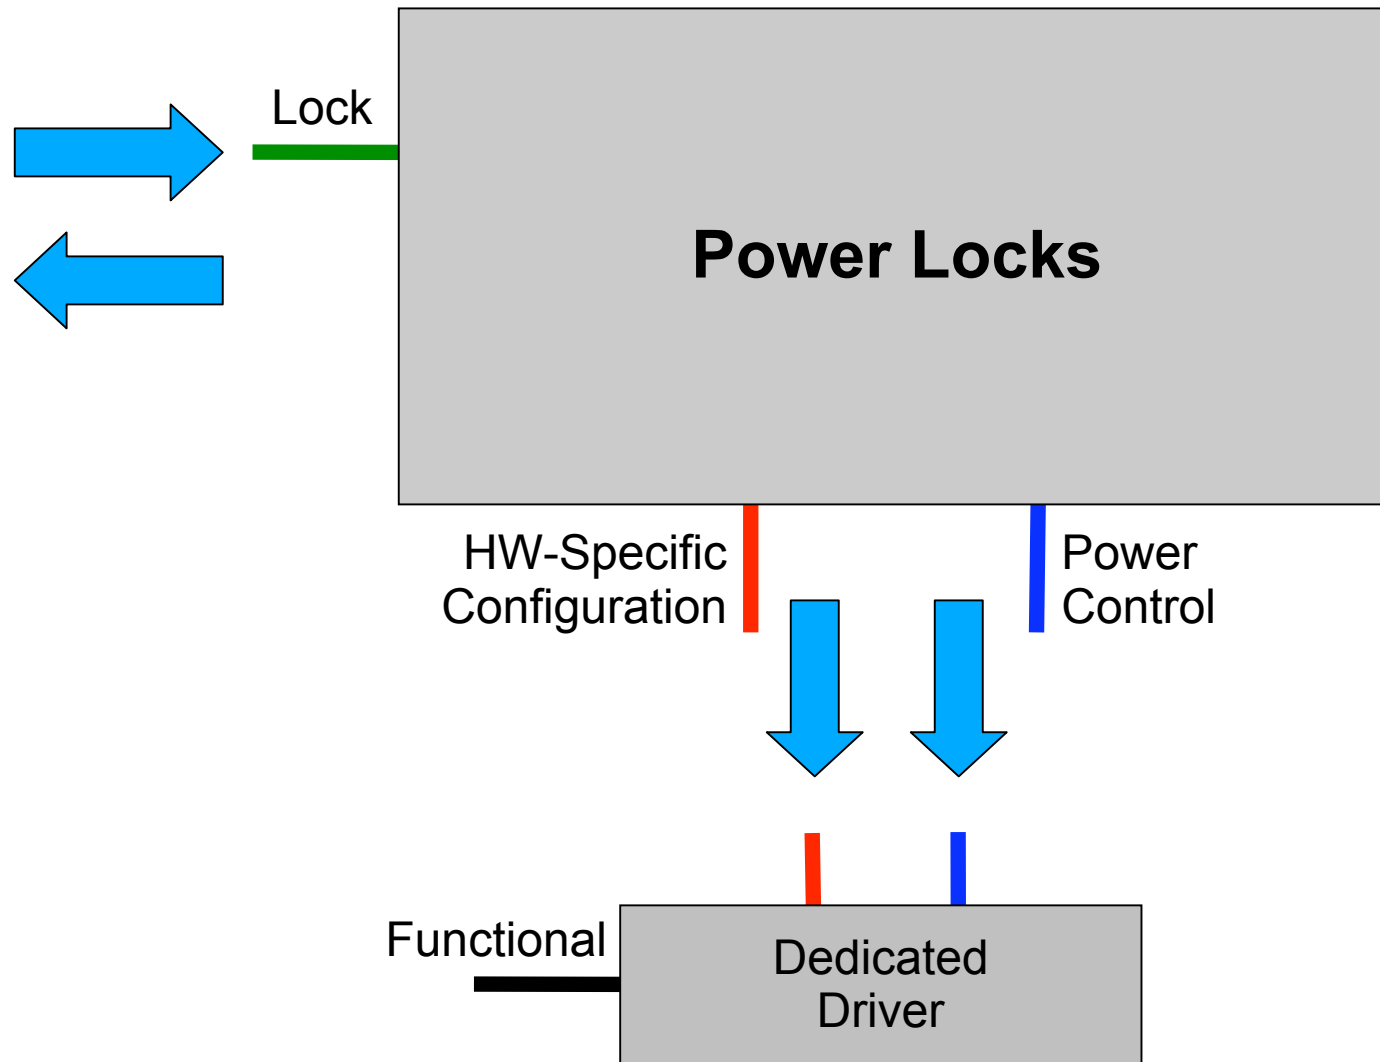 Lock
Power Locks
HW-Specific
Configuration
Power
Control
Functional
Dedicated
Driver